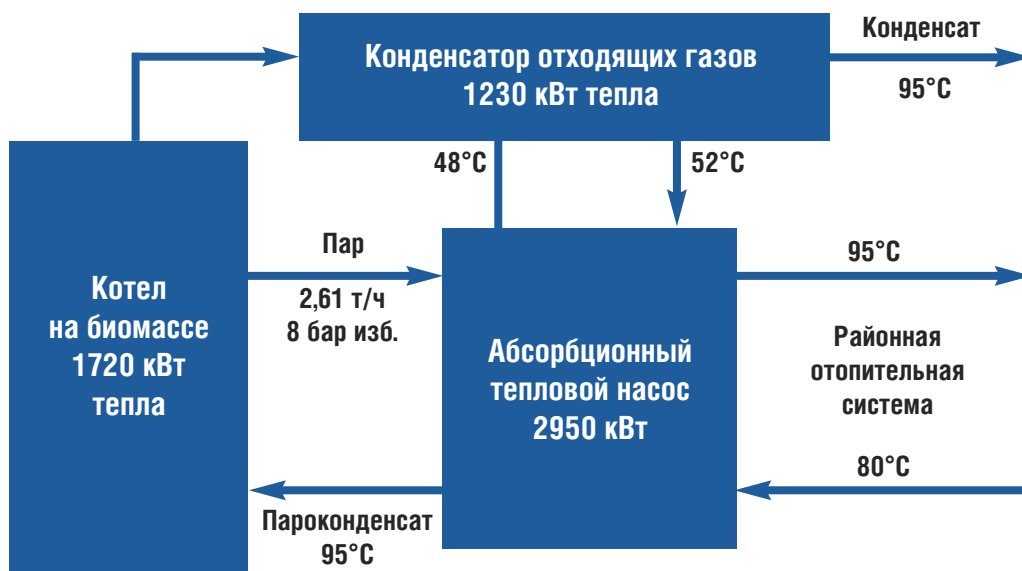 Конденсатор отходящих газов
1230 кВт тепла
Конденсат
95°C
48°C
52°C
Котел
на биомассе
1720 кВт
тепла
Пар
2,61 т/ч
8 бар изб.
Абсорбционный
тепловой насос
2950 кВт
95°C
Районная
отопительная
система
80°C
Пароконденсат
95°C